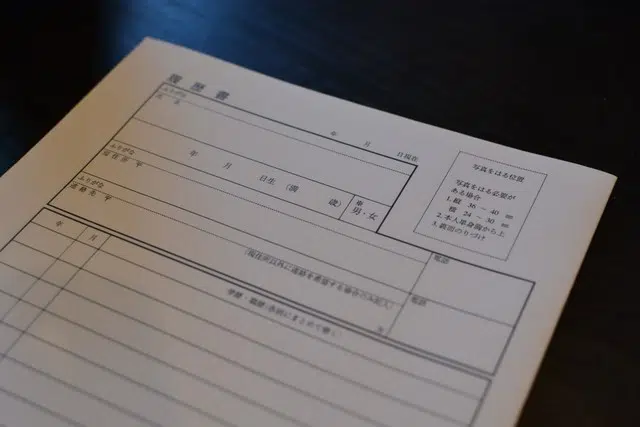 履歴書
年 月 日現在
ふりがな
氏 名
年 月 日生 (満 歳)
※
男・女
写真をはる位置
写真をはる必要が
ある場合
1.縦 36～40 mm
横 24～30 mm
2.本人単身胸から上
3.裏面のりづけ
ふりがな
現住所 〒
電話
ふりがな
連絡先 〒
電話
(現住所以外に連絡を希望する場合のみ記入)
方
年 月
学歴・職歴(各別にまとめて書く)